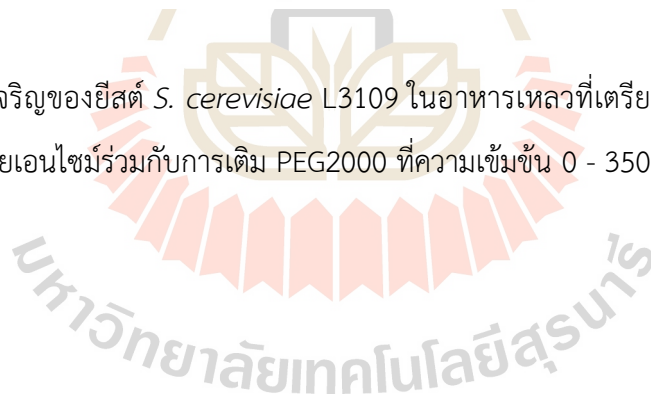 จริญของยีสต์ S. cerevisiae L3109 ในอาหารเหลวที่เตรีย
ยเอนไซม์ร่วมกับการเติม PEG2000 ที่ความเข้มข้น 0 - 350
มหาวิทยาลัยเทคโนโลยีสุรนารี